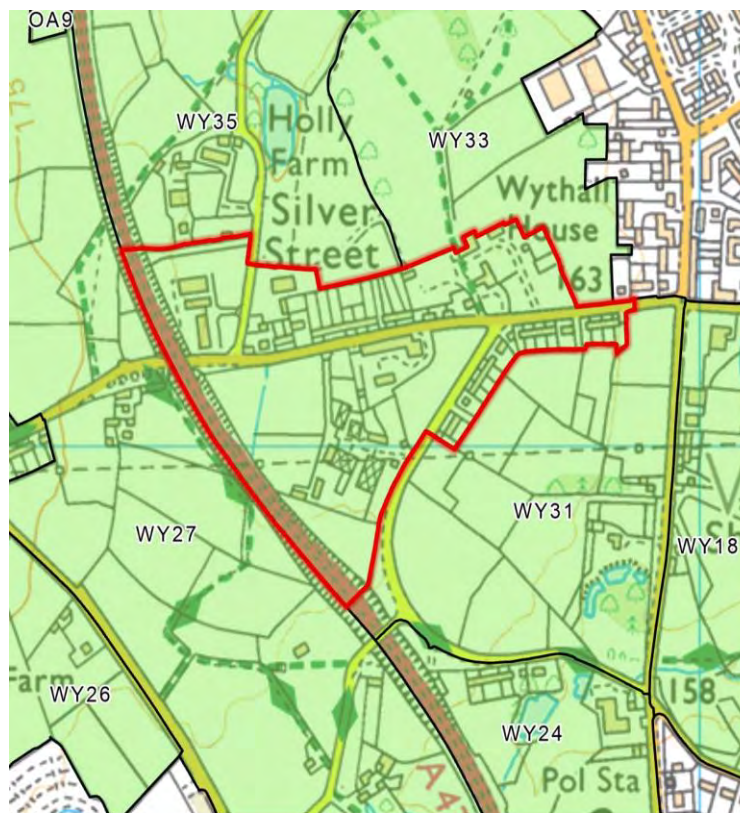 OA9
175
WY35
Holly
Farm
WY33
Silver
Street
Wythall
House
163
WY27
WY31
WY18
Farm
WY26
WY24
158
Pol Sta